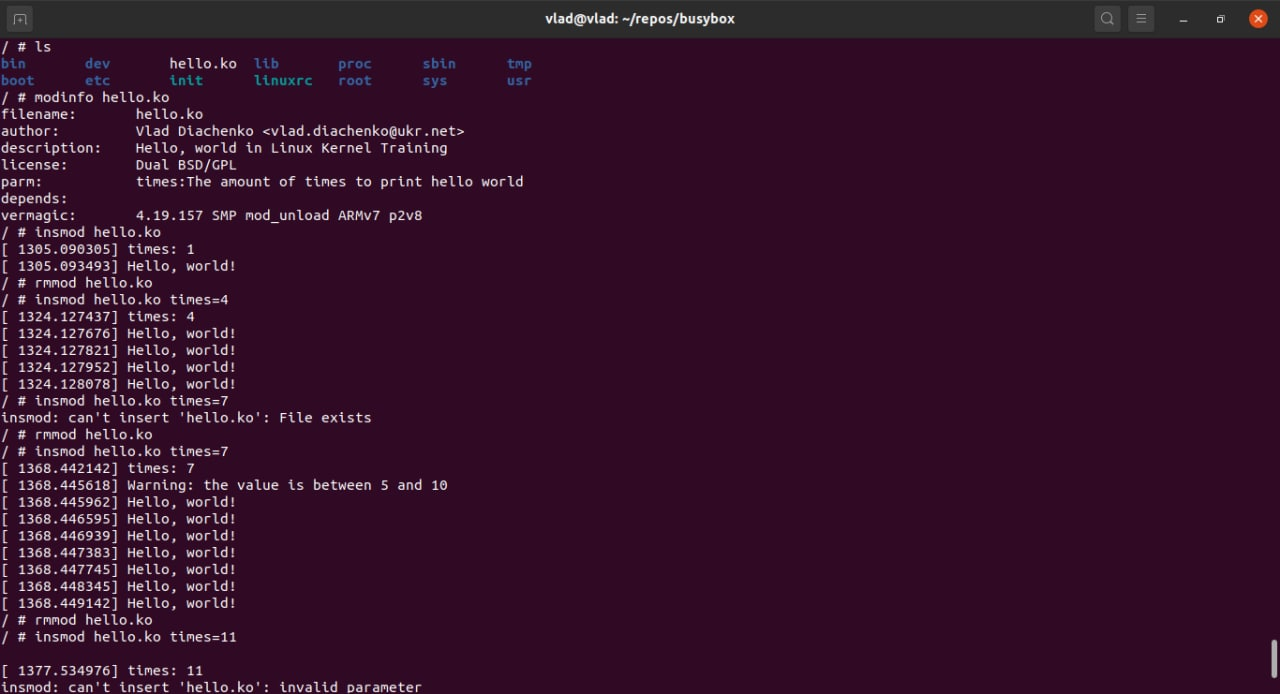 vlad@vlad: ~/repos/busybox
/ # ls
bin dev hello.ko lib proc sbin tmp
boot etc init linuxrc root sys usr
/ # modinfo hello.ko
filename: hello.ko
author: Vlad Diachenko <vlad.diachenko@ukr.net>
description: Hello, world in Linux Kernel Training
license: Dual BSD/GPL
parm: times:The amount of times to print hello world
depends:
vermagic: 4.19.157 SMP mod_unload ARMv7 p2v8
/ # insmod hello.ko
[ 1305.090305] times: 1
[ 1305.093493] Hello, world!
/ # rmmod hello.ko
/ # insmod hello.ko times=4
[ 1324.127437] times: 4
[ 1324.127676] Hello, world!
[ 1324.127821] Hello, world!
[ 1324.127952] Hello, world!
[ 1324.128078] Hello, world!
/ # insmod hello.ko times=7
insmod: can't insert 'hello.ko': File exists
/ # rmmod hello.ko
/ # insmod hello.ko times=7
[ 1368.442142] times: 7
[ 1368.445618] Warning: the value is between 5 and 10
[ 1368.445962] Hello, world!
[ 1368.446595] Hello, world!
[ 1368.446939] Hello, world!
[ 1368.447383] Hello, world!
[ 1368.447745] Hello, world!
[ 1368.448345] Hello, world!
[ 1368.449142] Hello, world!
/ # rmmod hello.ko
/ # insmod hello.ko times=11
[ 1377.534976] times: 11
insmod: can't insert 'hello.ko': invalid parameter